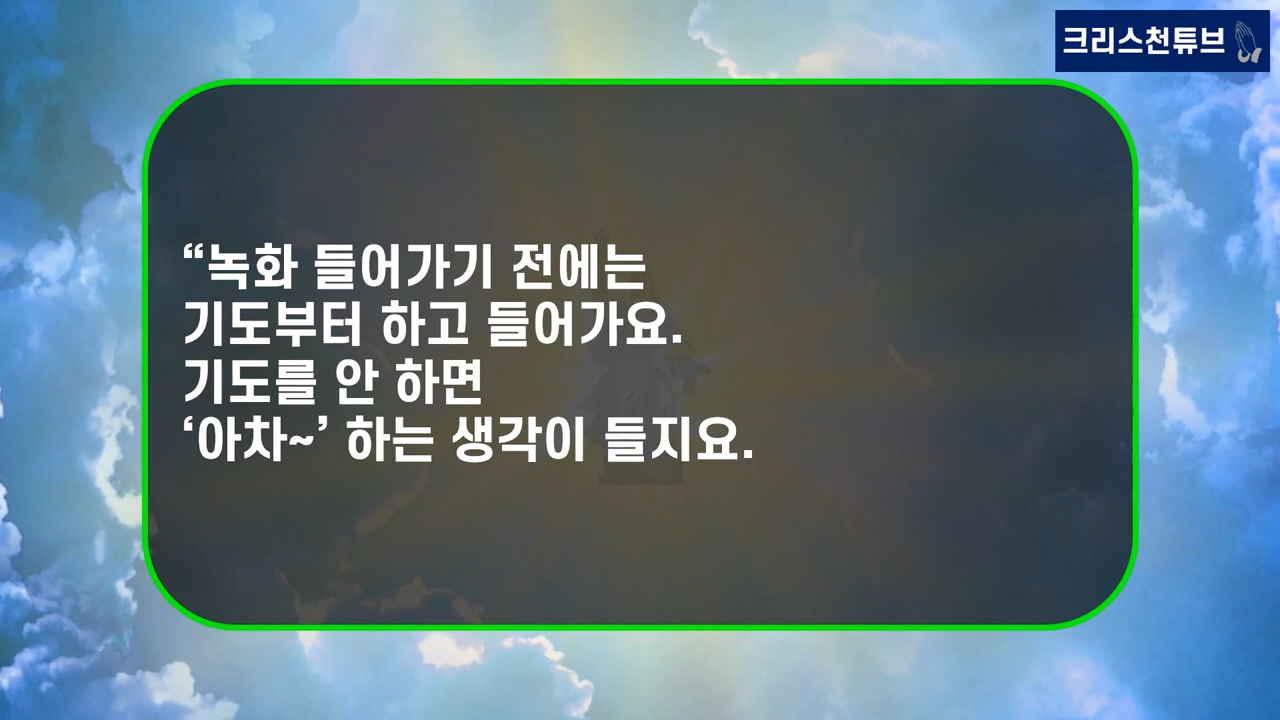 크리스천튜브
“녹화 들어가기 전에는
기도부터 하고 들어가요.
기도를 안 하면
‘아차~’ 하는 생각이 들지요.